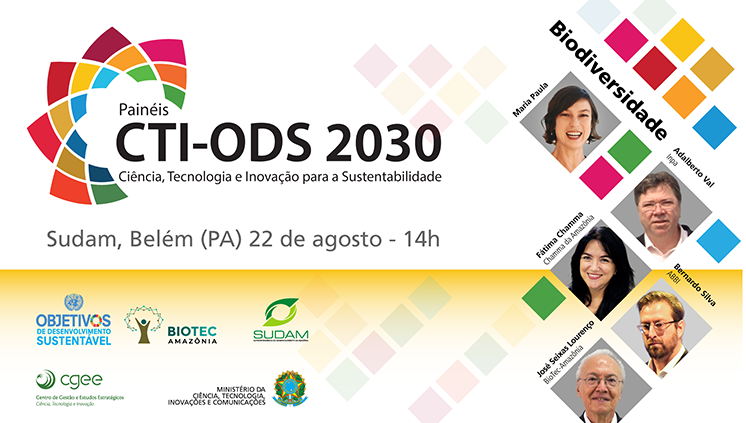 Painéis
CTI-ODS 2030
Ciência, Tecnologia e Inovação para a Sustentabilidade
Sudam, Belém (PA) 22 de agosto - 14h
Biodiversidade
Maria Paula
Adalberto Val
Inpa
Fátima Chamma
Chamma da Amazônia
Bernardo Silva
ABBI
José Seixas Lourenço
BioTec-Amazônia
OBJETIVOS
DE DESENVOLVIMENTO
SUSTENTÁVEL
BIOTEC
AMAZÔNIA
SUDAM
cgee
Centro de Gestão e Estudos Estratégicos
Ciência, Tecnologia e Inovação
MINISTÉRIO DA
CIÊNCIA, TECNOLOGIA,
INOVAÇÕES E COMUNICAÇÕES